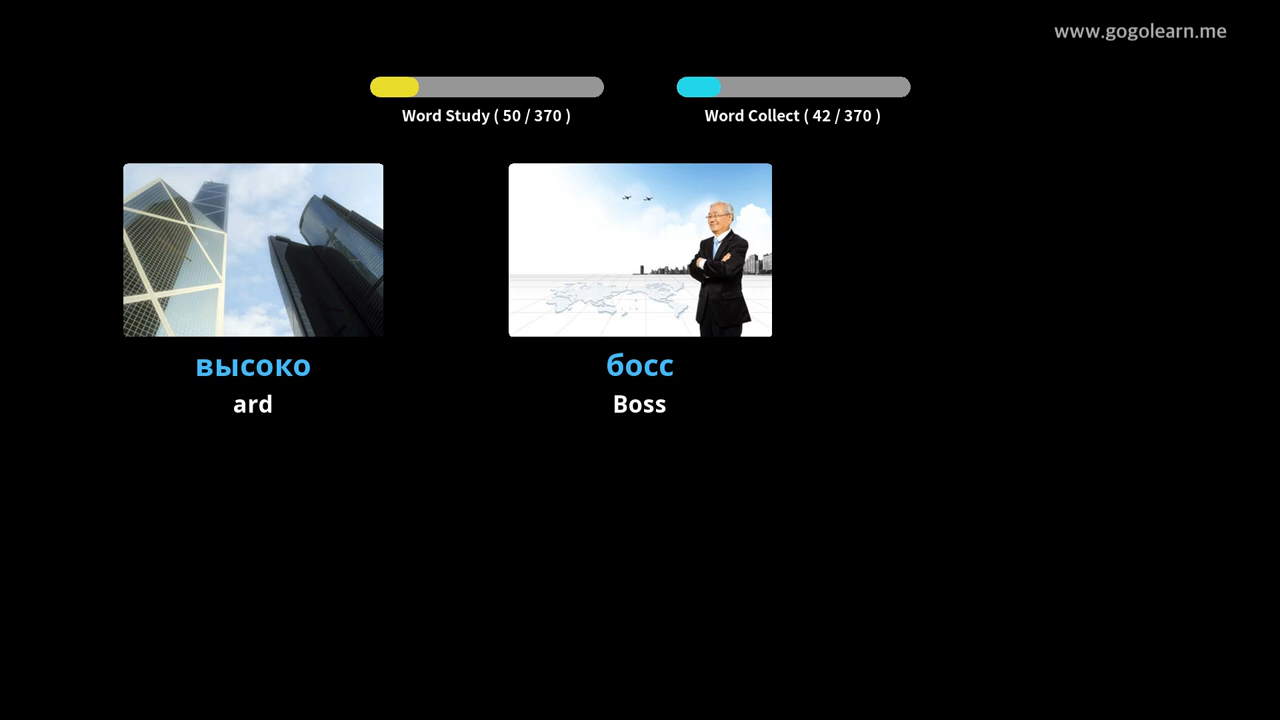 www.gogolearn.me
Word Study ( 50 / 370 )
Word Collect ( 42 / 370 )
высоко
ard
босс
Boss